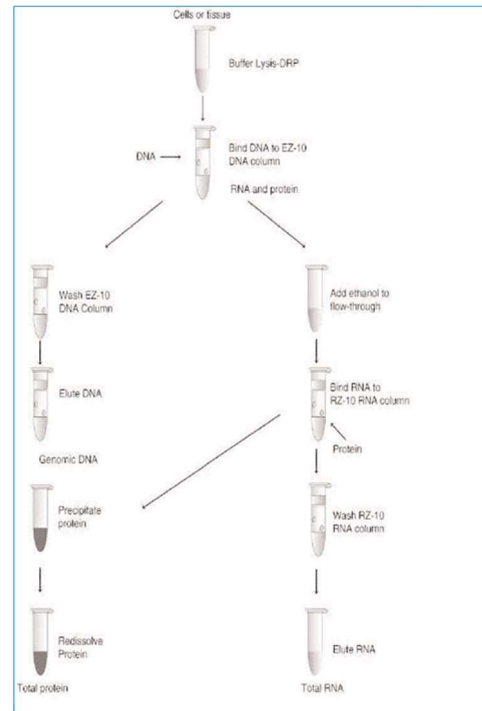 Cells or tissue
Buffer Lysis-DRP
DNA
Bind DNA to EZ-10
DNA column
RNA and protein
Wash EZ-10
DNA Column
Add ethanol to
flow-through
Elute DNA
Bind RNA to
RZ-10 RNA column
Genomic DNA
Protein
Precipitate
protein
Wash RZ-10
RNA column
Redissolve
Protein
Elute RNA
Total protein
Total RNA